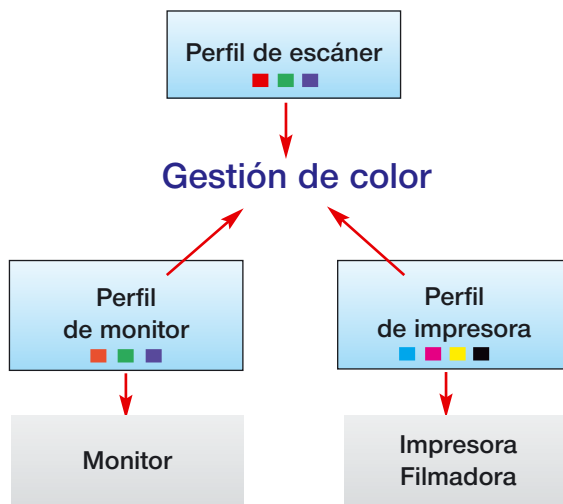 Perfil de escáner
Gestión de color
Perfil
de monitor
Perfil
de impresora
Monitor
Impresora
Filmadora